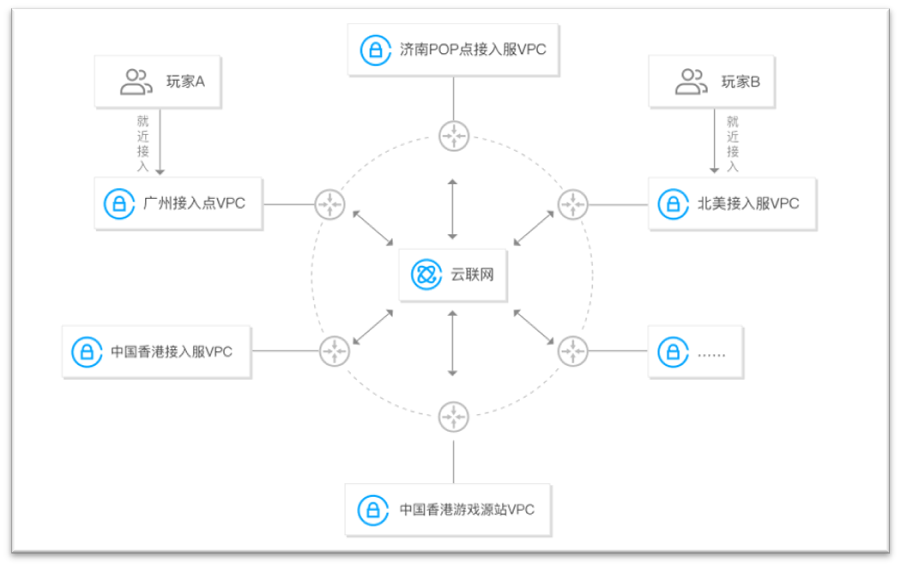 济南POP点接入服VPC
玩家A
玩家B
就近接入
就近接入
广州接入点VPC
北美接入服VPC
云联网
中国香港接入服VPC
......
中国香港游戏源站VPC